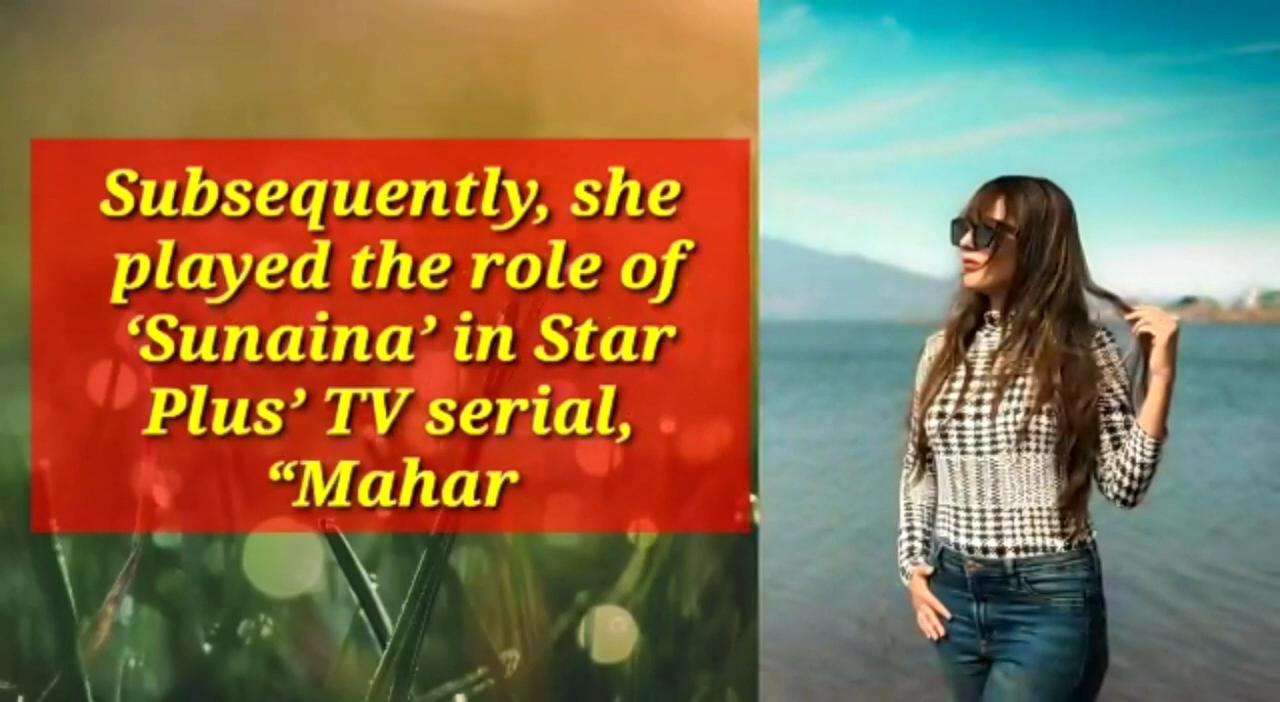 Subsequently, she
played the role of
‘Sunaina’ in Star
Plus’ TV serial,
“Mahar